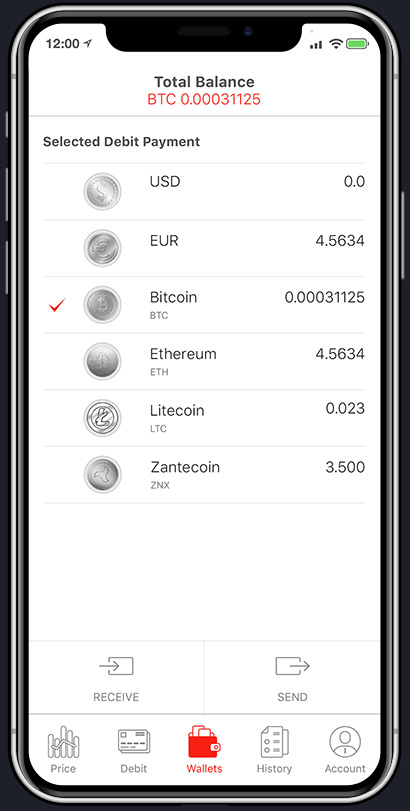 12:00
Total Balance
BTC 0.00031125
Selected Debit Payment
USD 0.0
EUR 4.5634
Bitcoin 0.00031125
BTC
Ethereum 4.5634
ETH
Litecoin 0.023
LTC
Zantecoin 3.500
ZNX
RECEIVE SEND
Price Debit Wallets History Account